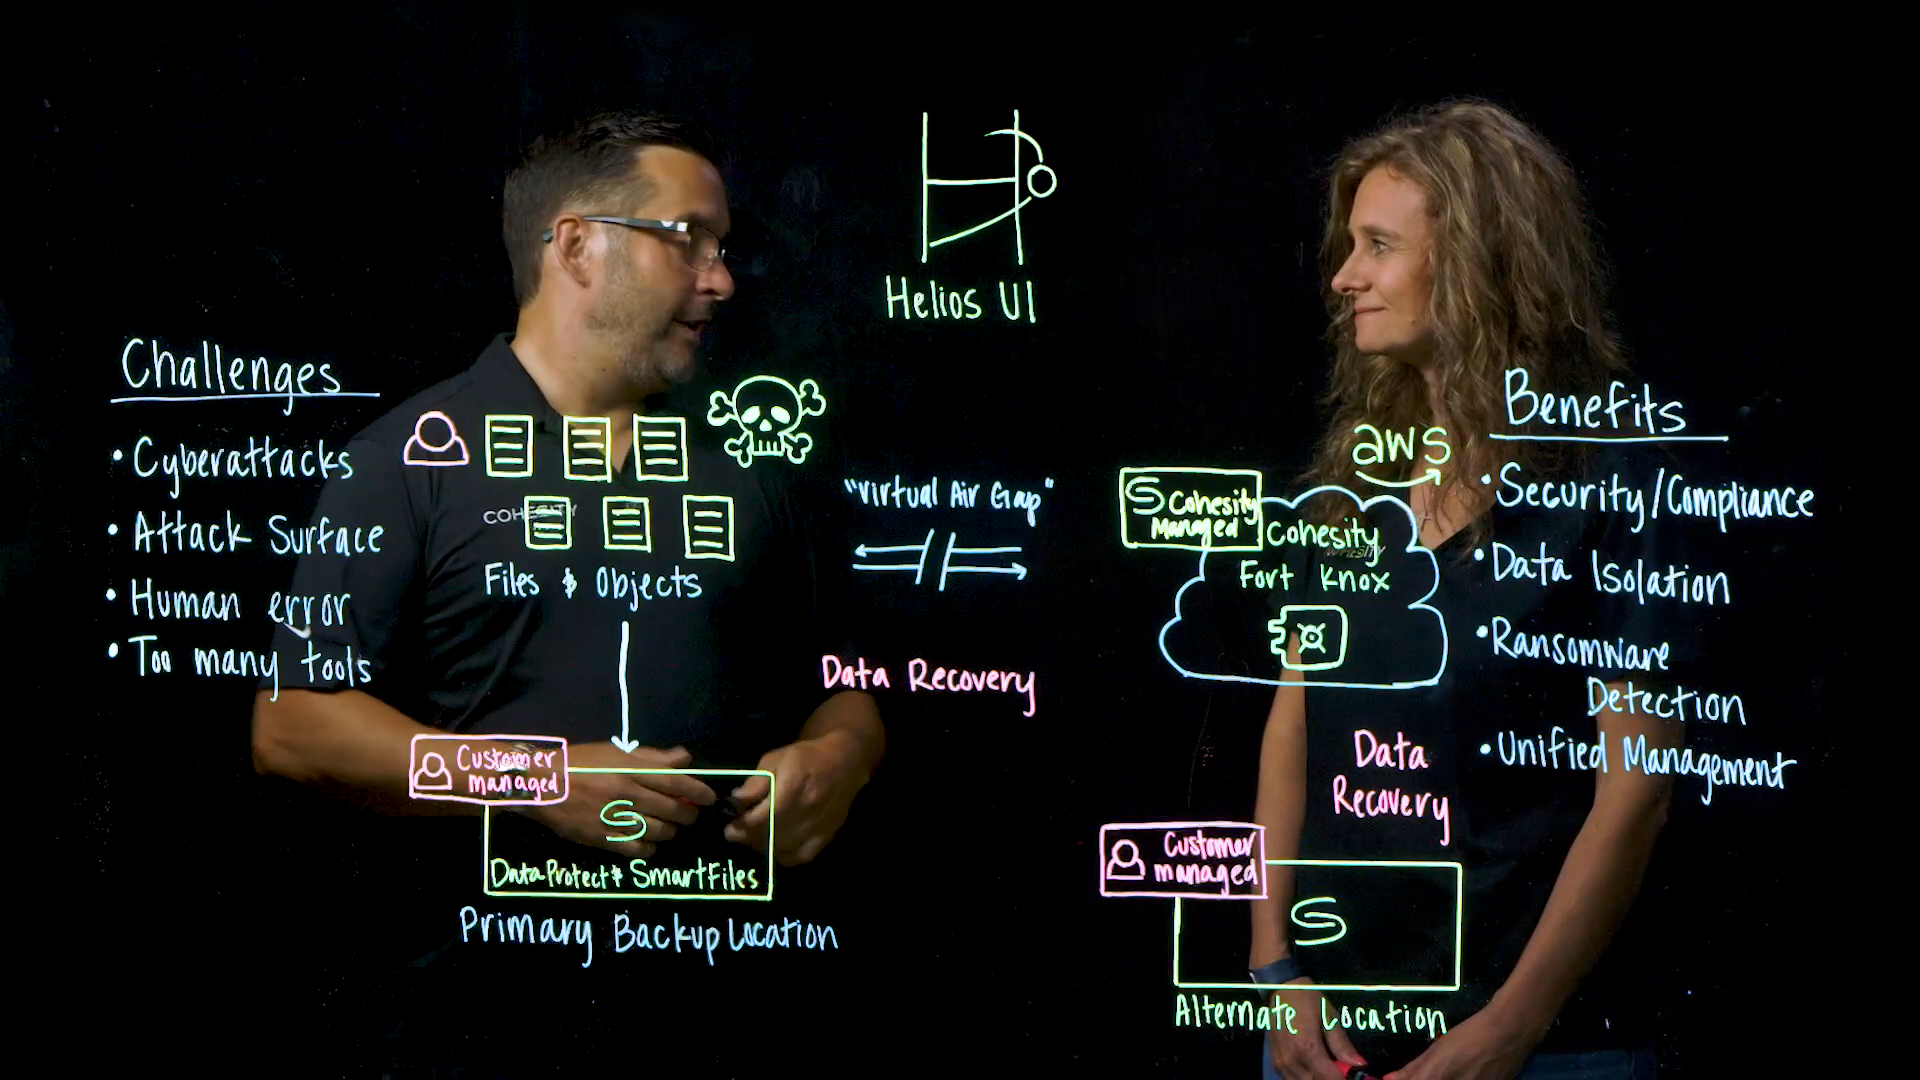 Helios UI
Challenges
• Cyberattacks
• Attack Surface
• Human error
• Too many tools
COHESITY
Files & Objects
Customer
managed
DataProtect & SmartFiles
Primary Backup Location
"Virtual Air Gap"
Data Recovery
aws
Cohesity
Managed
Cohesity
Fort Knox
Data
Recovery
Customer
managed
Alternate Location
Benefits
• Security/Compliance
• Data Isolation
• Ransomware
Detection
• Unified Management